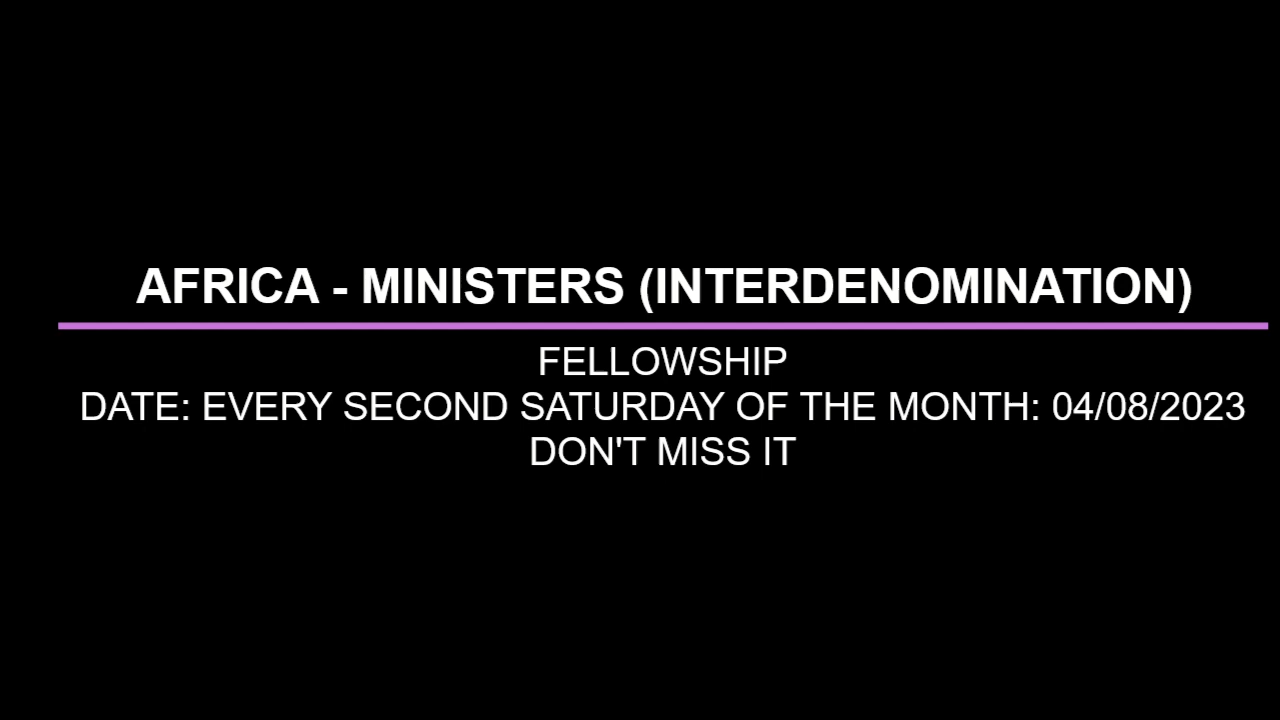 AFRICA - MINISTERS (INTERDENOMINATION)
FELLOWSHIP
DATE: EVERY SECOND SATURDAY OF THE MONTH: 04/08/2023
DON'T MISS IT